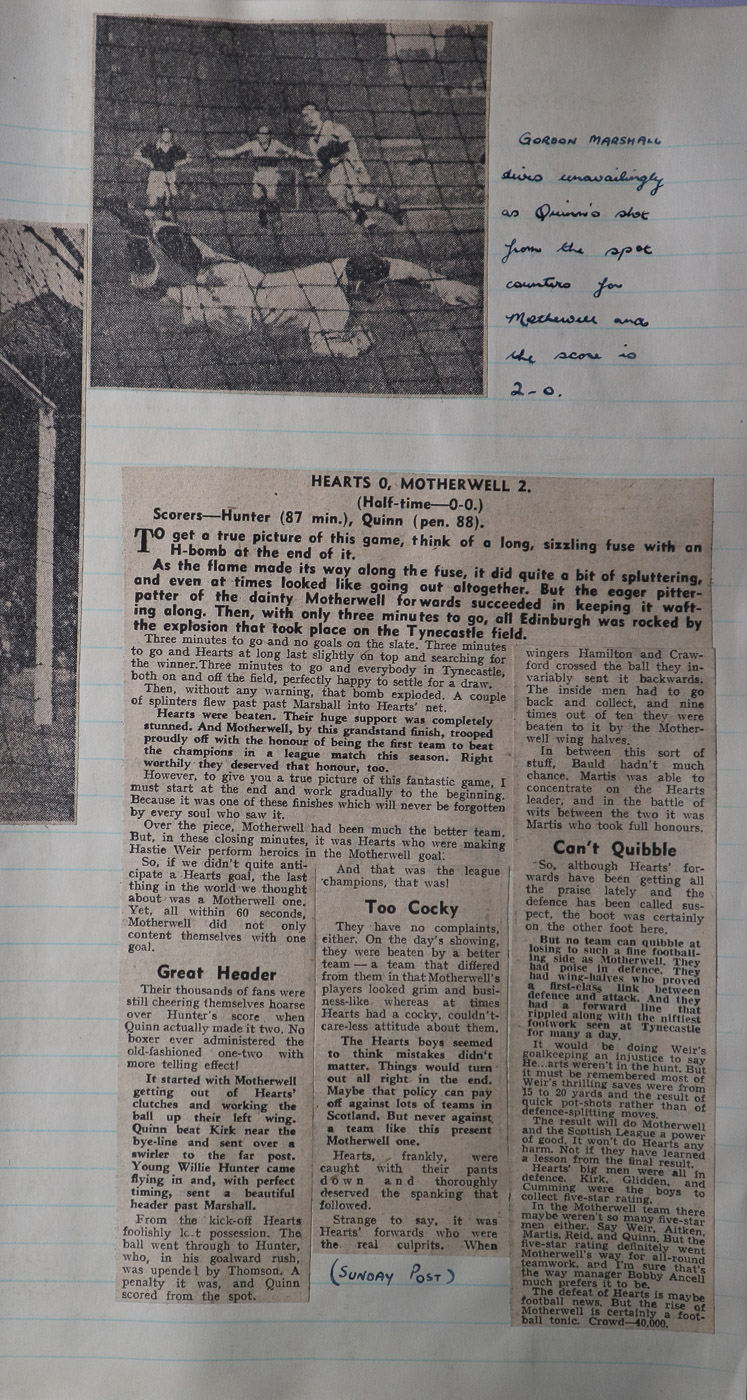 GORDON MARSHALL
dives unavailingly
as Quinn's shot
from the spot
counters for
Motherwell and
the score is
2-0.
HEARTS 0, MOTHERWELL 2.
(Half-time—0-0.)
Scorers—Hunter (87 min.), Quinn (pen. 88).
TO get a true picture of this game, think of a long, sizzling fuse with an
H-bomb at the end of it.
As the flame made its way along the fuse, it did quite a bit of spluttering,
and even at times looked like going out altogether. But the eager pitter-
patter of the dainty Motherwell forwards succeeded in keeping it waft-
ing along. Then, with only three minutes to go, all Edinburgh was rocked by
the explosion that took place on the Tynecastle field.
Three minutes to go and no goals on the slate. Three minutes
to go and Hearts at long last slightly on top and searching for
the winner.Three minutes to go and everybody in Tynecastle,
both on and off the field, perfectly happy to settle for a draw.
Then, without any warning, that bomb exploded. A couple
of splinters flew past past Marshall into Hearts' net.
Hearts were beaten. Their huge support was completely
stunned. And Motherwell, by this grandstand finish, trooped
proudly off with the honour of being the first team to beat
the champions in a league match this season. Right
worthily they deserved that honour, too.
However, to give you a true picture of this fantastic game, I
must start at the end and work gradually to the beginning.
Because it was one of these finishes which will never be forgotten
by every soul who saw it.
Over the piece, Motherwell had been much the better team.
But, in these closing minutes, it was Hearts who were making
Hastie Weir perform heroics in the Motherwell goal.
So, if we didn't quite anti-
cipate a Hearts goal, the last
thing in the world we thought
about was a Motherwell one.
Yet, all within 60 seconds,
Motherwell did not only
content themselves with one
goal.
Great Header
Their thousands of fans were
still cheering themselves hoarse
over Hunter's score when
Quinn actually made it two. No
boxer ever administered the
old-fashioned one-two with
more telling effect!
It started with Motherwell
getting out of Hearts'
clutches and working the
ball up their left wing.
Quinn beat Kirk near the
bye-line and sent over a
swirler to the far post.
Young Willie Hunter came
flying in and, with perfect
timing, sent a beautiful
header past Marshall.
From the kick-off Hearts
foolishly lost possession. The
ball went through to Hunter,
who, in his goalward rush,
was upended by Thomson. A
penalty it was, and Quinn
scored from the spot.
And that was the league
champions, that was!
Too Cocky
They have no complaints,
either. On the day's showing,
they were beaten by a better
team — a team that differed
from them in that Motherwell's
players looked grim and busi-
ness-like whereas at times
Hearts had a cocky, couldn't-
care-less attitude about them.
The Hearts boys seemed
to think mistakes didn't
matter. Things would turn
out all right in the end.
Maybe that policy can pay
off against lots of teams in
Scotland. But never against
a team like this present
Motherwell one.
Hearts, frankly, were
caught with their pants
down and thoroughly
deserved the spanking that
followed.
Strange to say, it was
Hearts' forwards who were
the real culprits. When
(SUNDAY POST)
wingers Hamilton and Craw-
ford crossed the ball they in-
variably sent it backwards.
The inside men had to go
back and collect, and nine
times out of ten they were
beaten to it by the Mother-
well wing halves.
In between this sort of
stuff, Bauld hadn't much
chance. Martis was able to
concentrate on the Hearts
leader, and in the battle of
wits between the two it was
Martis who took full honours.
Can't Quibble
So, although Hearts' for-
wards have been getting all
the praise lately and the
defence has been called sus-
pect, the boot was certainly
on the other foot here.
But no team can quibble at
losing to such a fine football-
ing side as Motherwell. They
had poise in defence. They
had wing-halves who proved
a first-class link between
defence and attack. And they
had a forward line that
rippled along with the niftiest
footwork seen at Tynecastle
for many a day.
It would be doing Weir's
goalkeeping an injustice to say
He...arts weren't in the hunt. But
it must be remembered most of
Weir's thrilling saves were from
15 to 20 yards and the result of
quick pot-shots rather than of
defence-splitting moves.
The result will do Motherwell
and the Scottish League a power
of good. It won't do Hearts any
harm. Not if they have learned
a lesson from the final result.
Hearts' big men were all in
defence. Kirk, Glidden, and
Cumming were the boys to
collect five-star rating.
In the Motherwell team there
maybe weren't so many five-star
men either. Say Weir, Aitken,
Martis, Reid, and Quinn. But the
five-star rating definitely went
Motherwell's way for all-round
teamwork, and I'm sure that's
the way manager Bobby Ancell
much prefers it to be.
The defeat of Hearts is maybe
football news. But the rise of
Motherwell is certainly a foot-
ball tonic. Crowd—40,000.